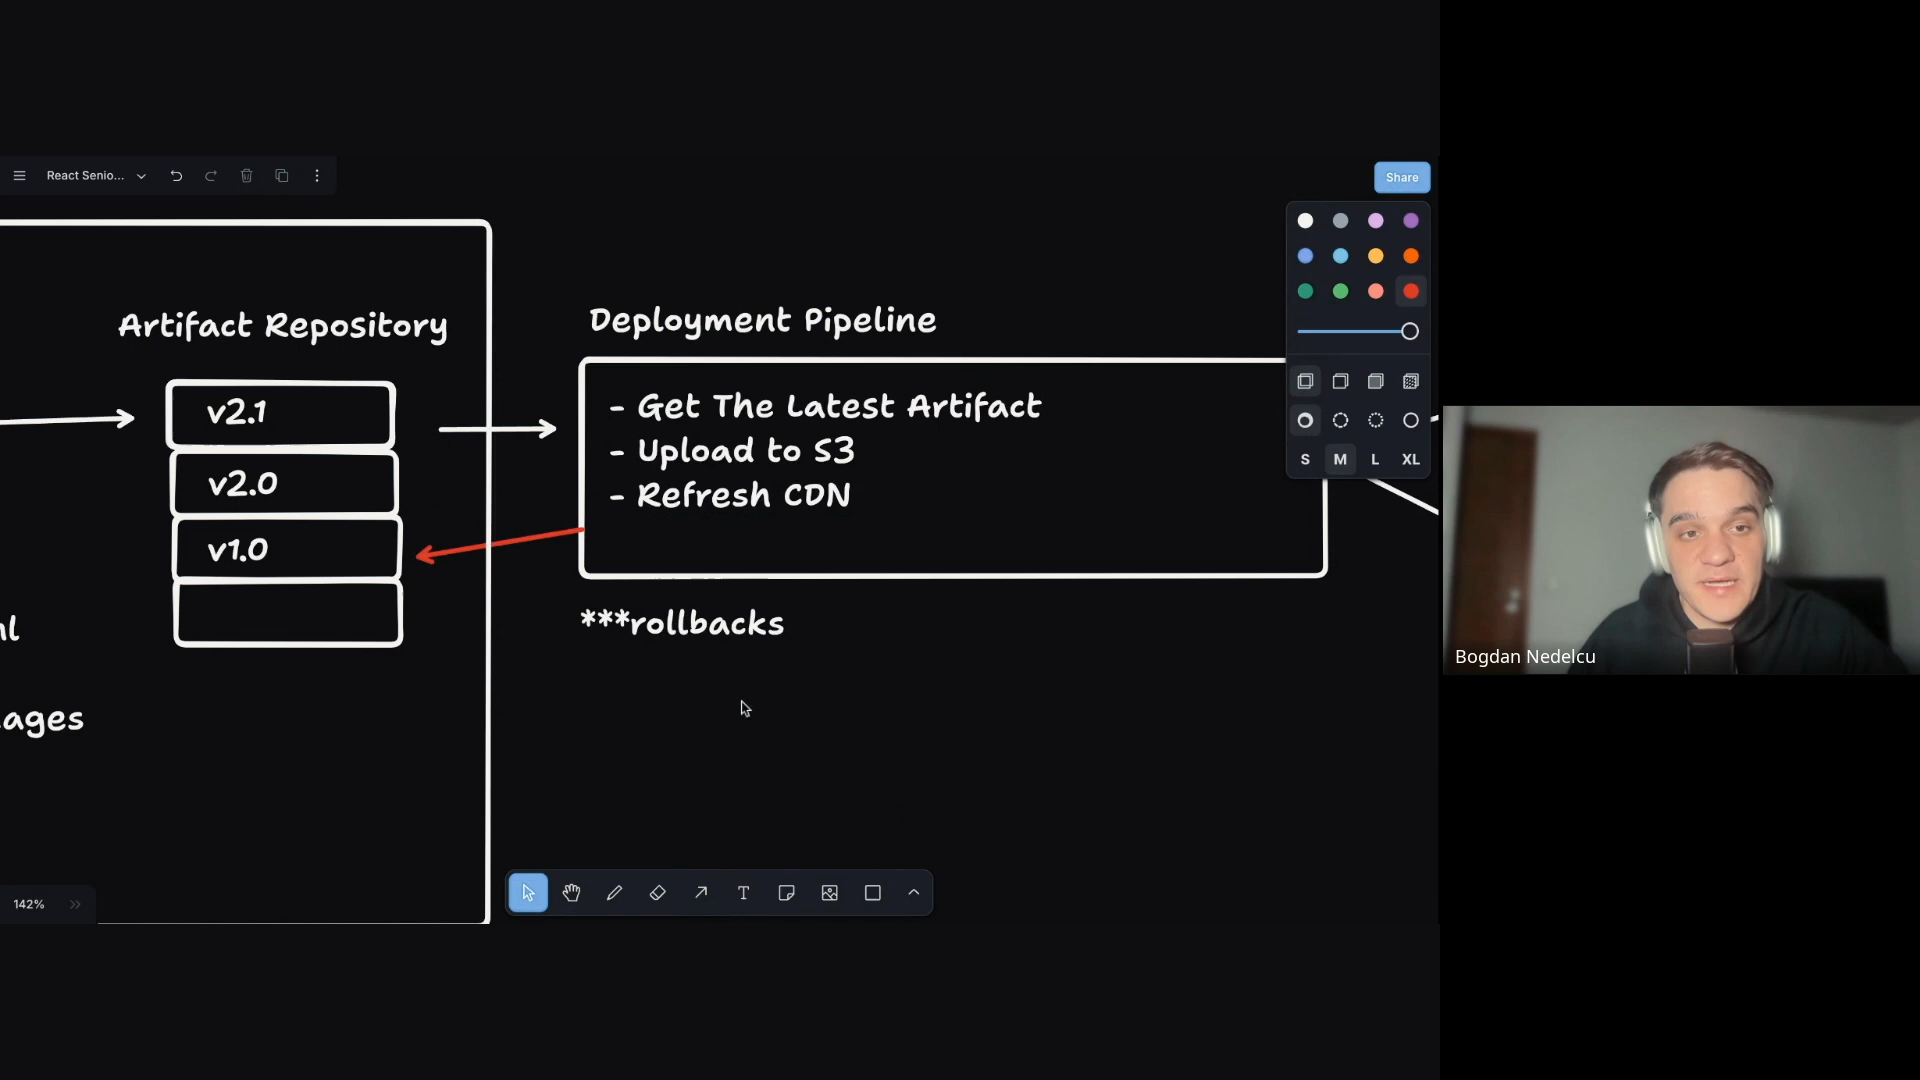 React Senio...
Share
Artifact Repository
v2.1
v2.0
v1.0
Deployment Pipeline
- Get The Latest Artifact
- Upload to S3
- Refresh CDN
***rollbacks
ages
S M L XL
142%
Bogdan Nedelcu